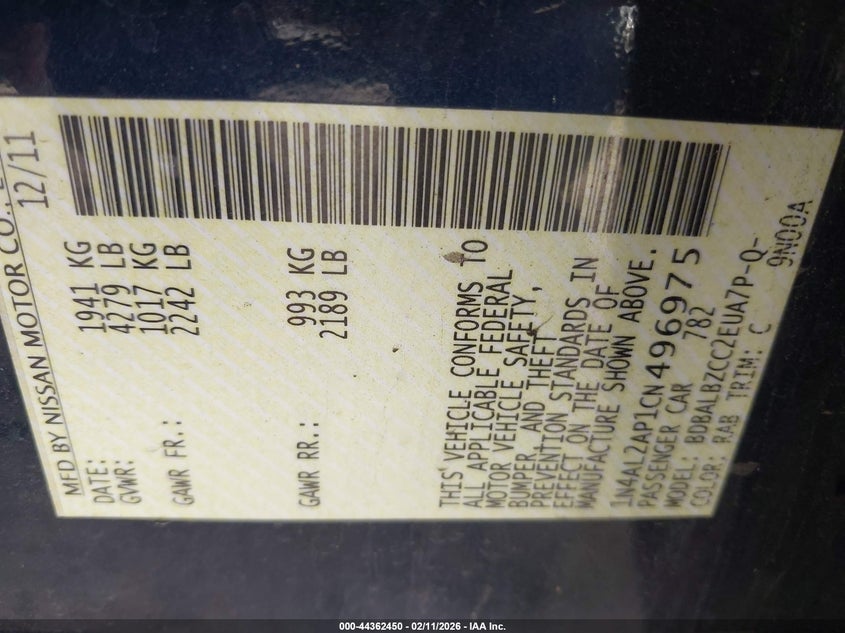 MFD BY NISSAN MOTOR CO.,
DATE: 12/11
GVWR: 1941 KG
4279 LB
GAWR FR.: 1017 KG
2242 LB
GAWR RR.: 993 KG
2189 LB
THIS VEHICLE CONFORMS TO
ALL APPLICABLE FEDERAL
MOTOR VEHICLE SAFETY,
BUMPER, AND THEFT
PREVENTION STANDARDS IN
EFFECT ON THE DATE OF
MANUFACTURE SHOWN ABOVE.
1N4AL2AP1CN496975
PASSENGER CAR 782
MODEL: BDBALBZCC2EUA7P-Q-
COLOR: RAB TRIM: C 9N00A
000-44362450 - 02/11/2026 - IAA Inc.